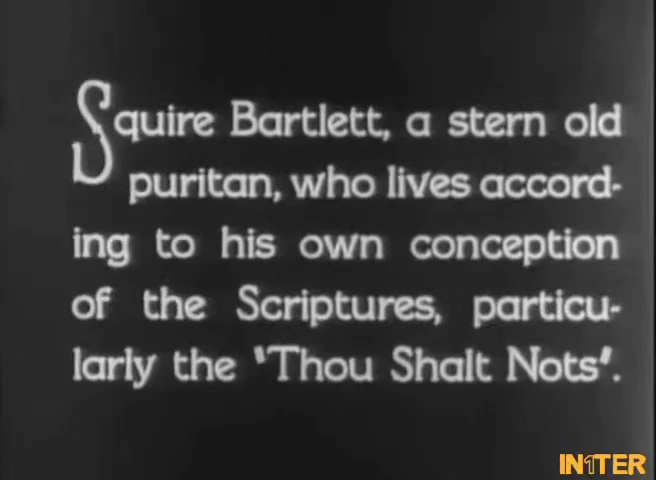 Squire Bartlett, a stern old
puritan, who lives accord-
ing to his own conception
of the Scriptures, particu-
larly the 'Thou Shalt Nots'.
IN1TER